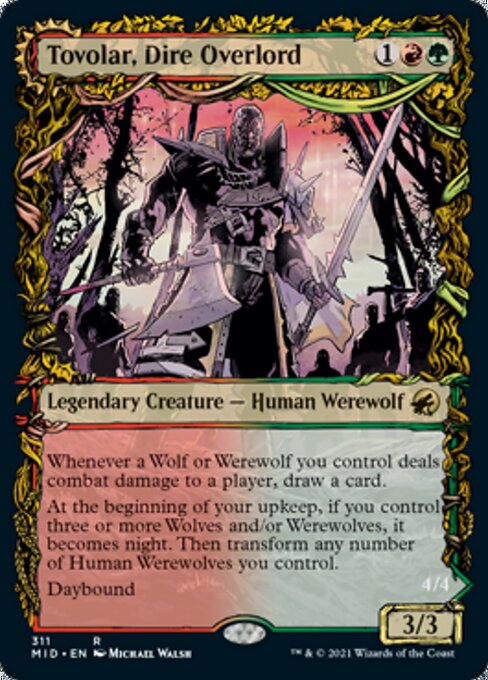 Tovolar, Dire Overlord 1
Legendary Creature — Human Werewolf
Whenever a Wolf or Werewolf you control deals
combat damage to a player, draw a card.
At the beginning of your upkeep, if you control
three or more Wolves and/or Werewolves, it
becomes night. Then transform any number
of Human Werewolves you control.
Daybound
4/4
3/3
311 R
MID • EN Michael Walsh ™ & © 2021 Wizards of the Coast